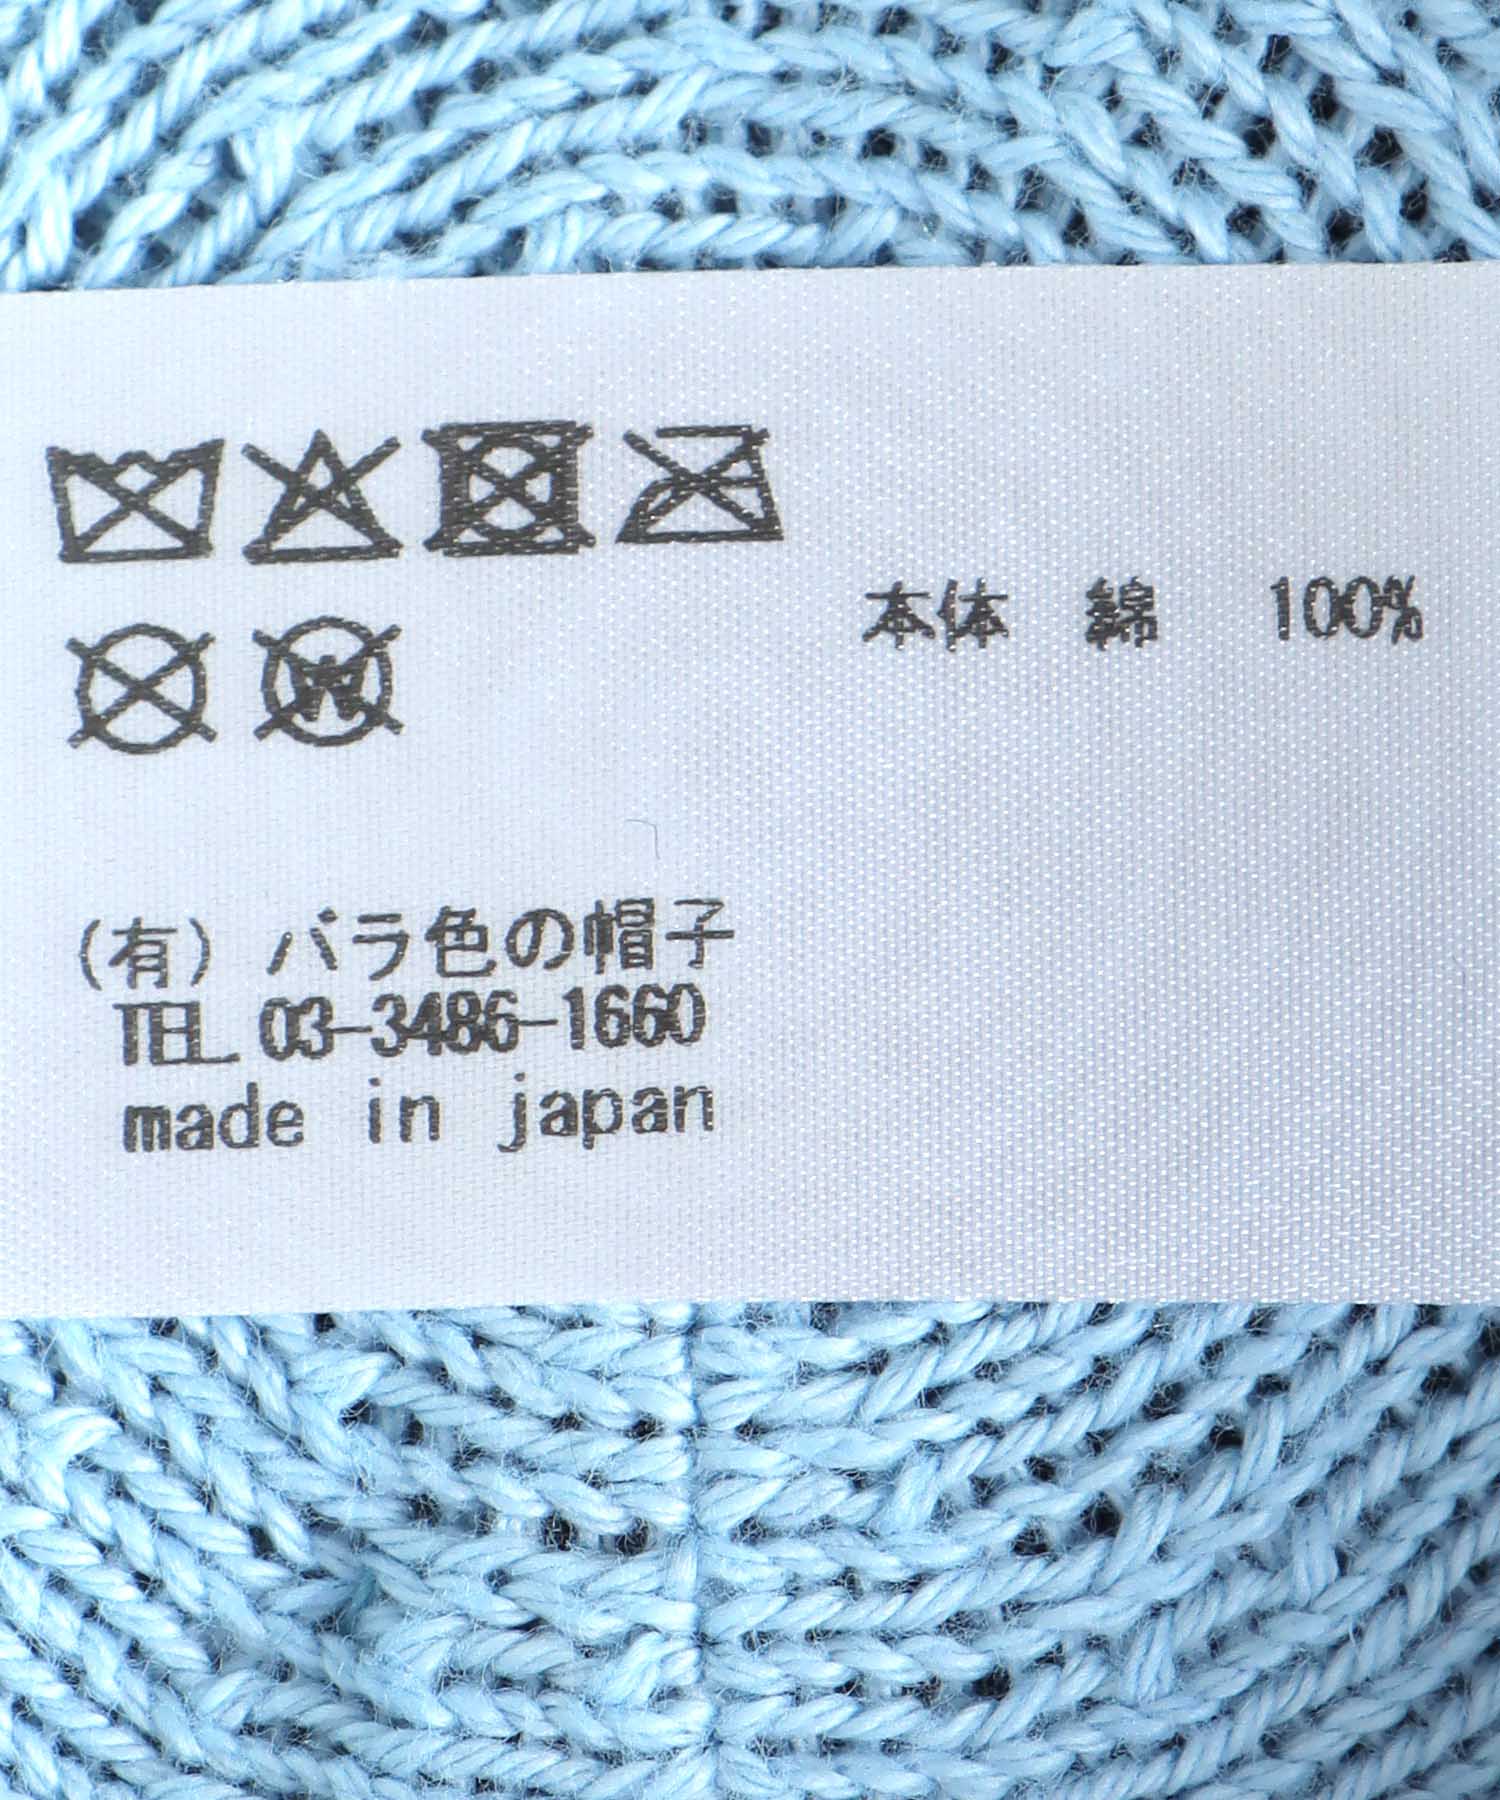 本体 綿 100%
(有) バラ色の帽子
TEL 03-3486-1660
made in japan